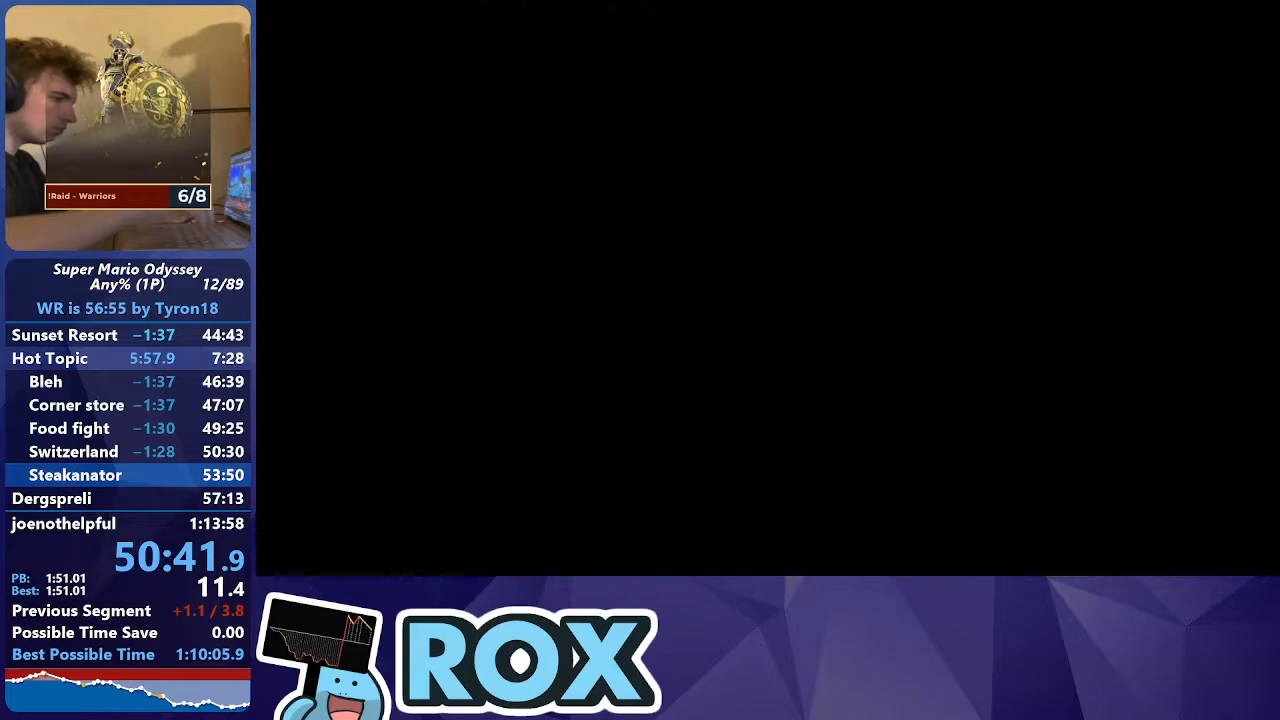 !Raid - Warriors 6/8
Super Mario Odyssey
Any% (1P) 12/89
WR is 56:55 by Tyron18
Sunset Resort −1:37 44:43
Hot Topic 5:57.9 7:28
Bleh −1:37 46:39
Corner store −1:37 47:07
Food fight −1:30 49:25
Switzerland −1:28 50:30
Steakanator 53:50
Dergspreli 57:13
joenothelpful 1:13:58
50:41.9
PB: 1:51.01
Best: 1:51.01
11.4
Previous Segment +1.1 / 3.8
Possible Time Save 0.00
Best Possible Time 1:10:05.9
ROX